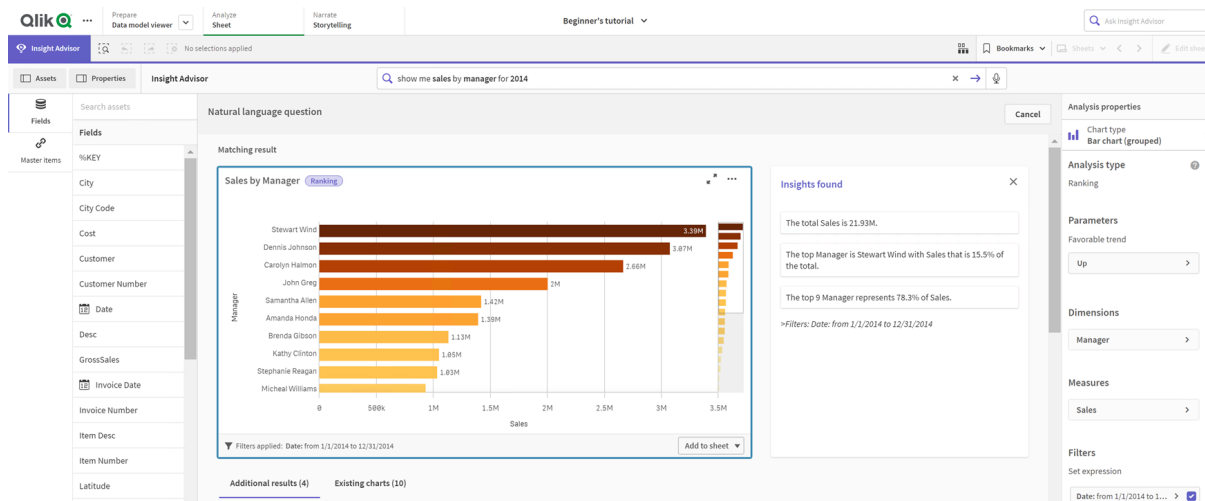 Qlik
Prepare
Data model viewer
Analyze
Sheet
Narrate
Storytelling
Beginner's tutorial
Ask Insight Advisor
Insight Advisor
No selections applied
Bookmarks
Sheets
Edit shee
Assets
Properties
Insight Advisor
show me sales by manager for 2014
Fields
Master items
Search assets
Fields
%KEY
City
City Code
Cost
Customer
Customer Number
Date
Desc
GrossSales
Invoice Date
Invoice Number
Item Desc
Item Number
Latitude
Natural language question
Cancel
Matching result
Sales by Manager
Ranking
Manager
Stewart Wind 3.39M
Dennis Johnson 3.07M
Carolyn Halmon 2.66M
John Greg 2M
Samantha Allen 1.42M
Amanda Honda 1.39M
Brenda Gibson 1.13M
Kathy Clinton 1.05M
Stephanie Reagan 1.03M
Micheal Williams
0 500k 1M 1.5M 2M 2.5M 3M 3.5M
Sales
Filters applied: Date: from 1/1/2014 to 12/31/2014
Add to sheet
Insights found
The total Sales is 21.93M.
The top Manager is Stewart Wind with Sales that is 15.5% of
the total.
The top 9 Manager represents 78.3% of Sales.
>Filters: Date: from 1/1/2014 to 12/31/2014
Additional results (4)
Existing charts (10)
Analysis properties
Chart type
Bar chart (grouped)
Analysis type
Ranking
Parameters
Favorable trend
Up
Dimensions
Manager
Measures
Sales
Filters
Set expression
Date: from 1/1/2014 to 1...